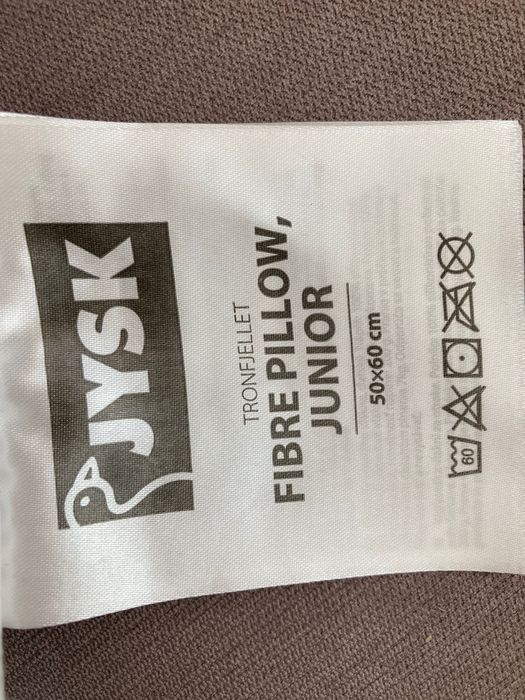 JYSK
TRONFJELLET
FIBRE PILLOW,
JUNIOR
50x60 cm
60